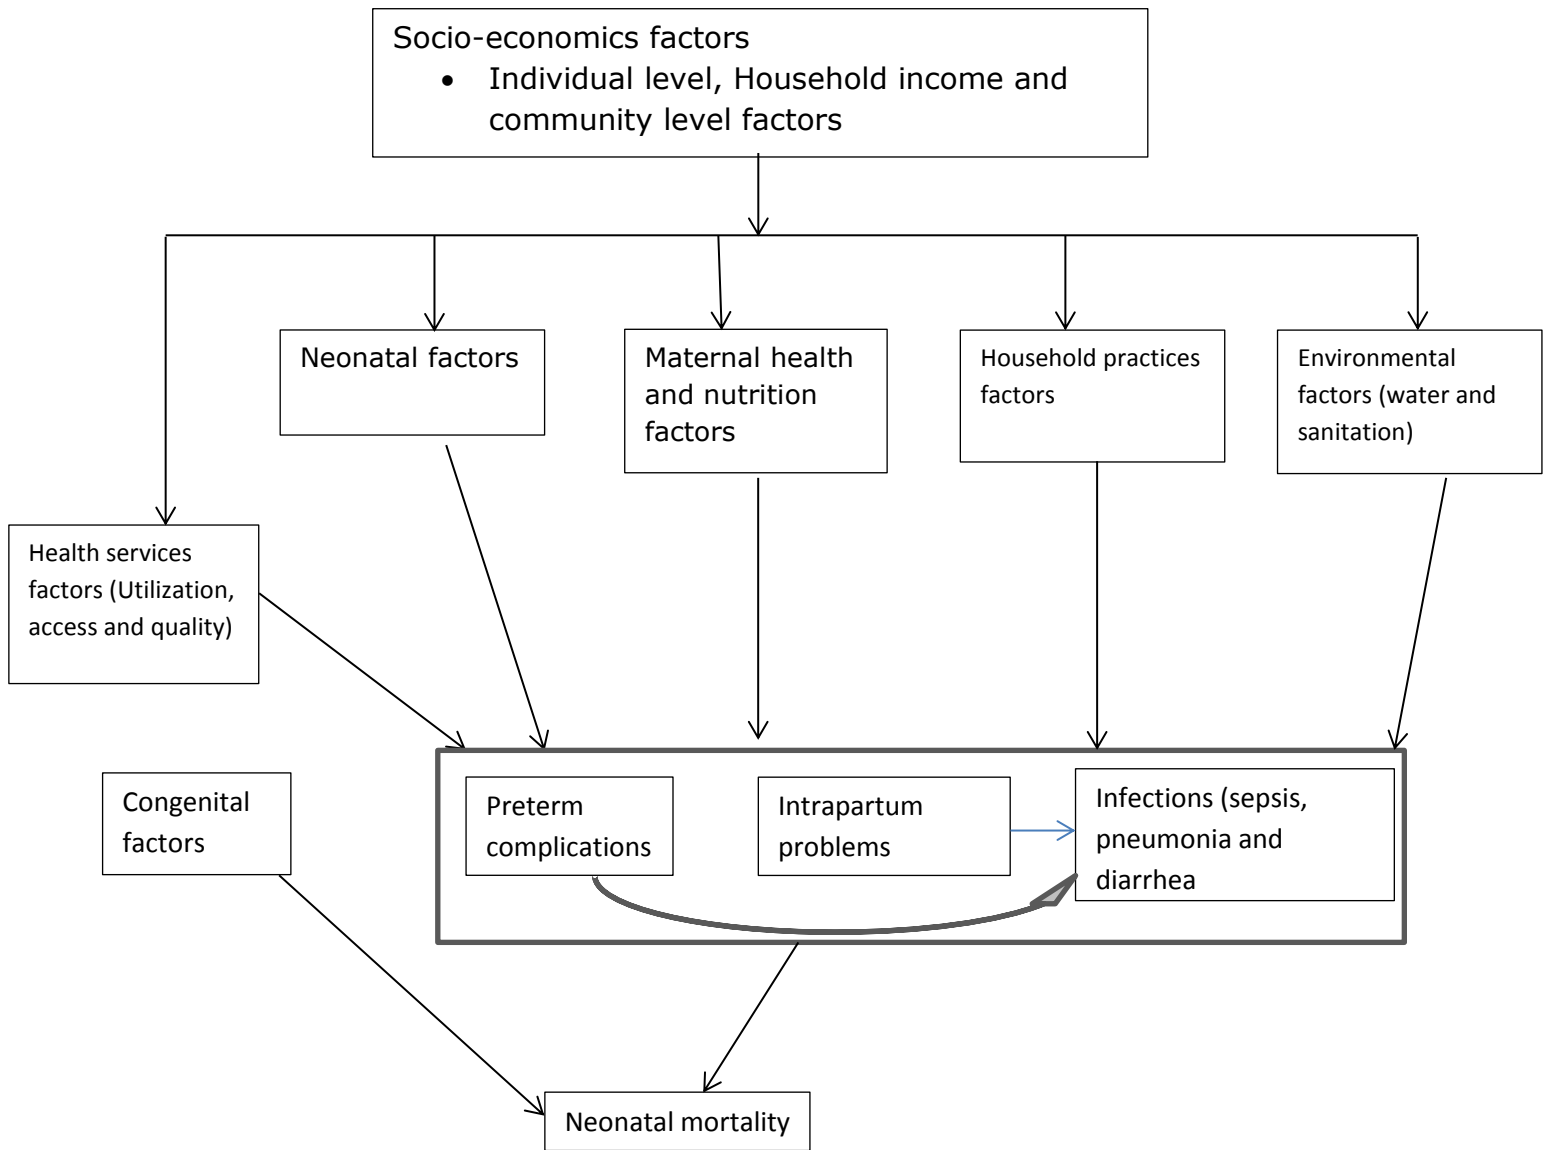 Socio-economics factors
• Individual level, Household income and
community level factors
Neonatal factors
Maternal health
and nutrition
factors
Household practices
factors
Environmental
factors (water and
sanitation)
Health services
factors (Utilization,
access and quality)
Congenital
factors
Preterm
complications
Intrapartum
problems
Infections (sepsis,
pneumonia and
diarrhea
Neonatal mortality